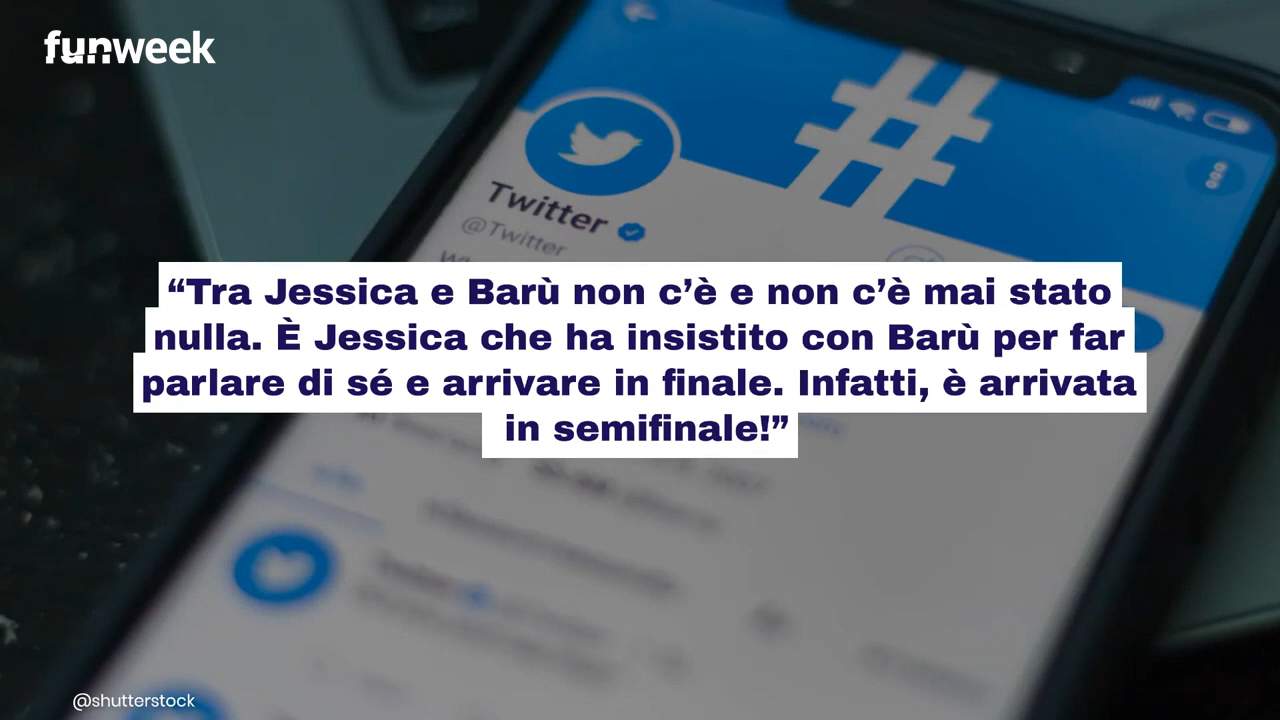 funweek
#
Twitter
@Twitter
“Tra Jessica e Barù non c’è e non c’è mai stato
nulla. È Jessica che ha insistito con Barù per far
parlare di sé e arrivare in finale. Infatti, è arrivata
in semifinale!”
@shutterstock